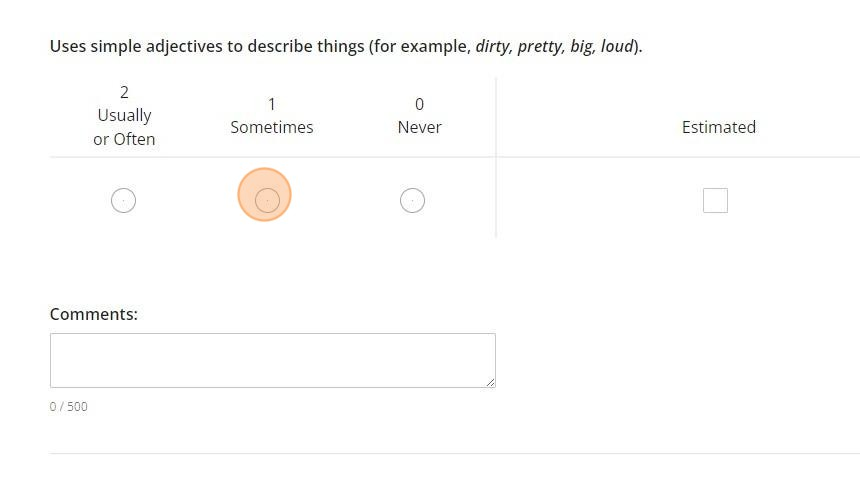 Uses simple adjectives to describe things (for example, dirty, pretty, big, loud).
2
Usually
or Often
1
Sometimes
0
Never
Estimated
Comments:
0 / 500